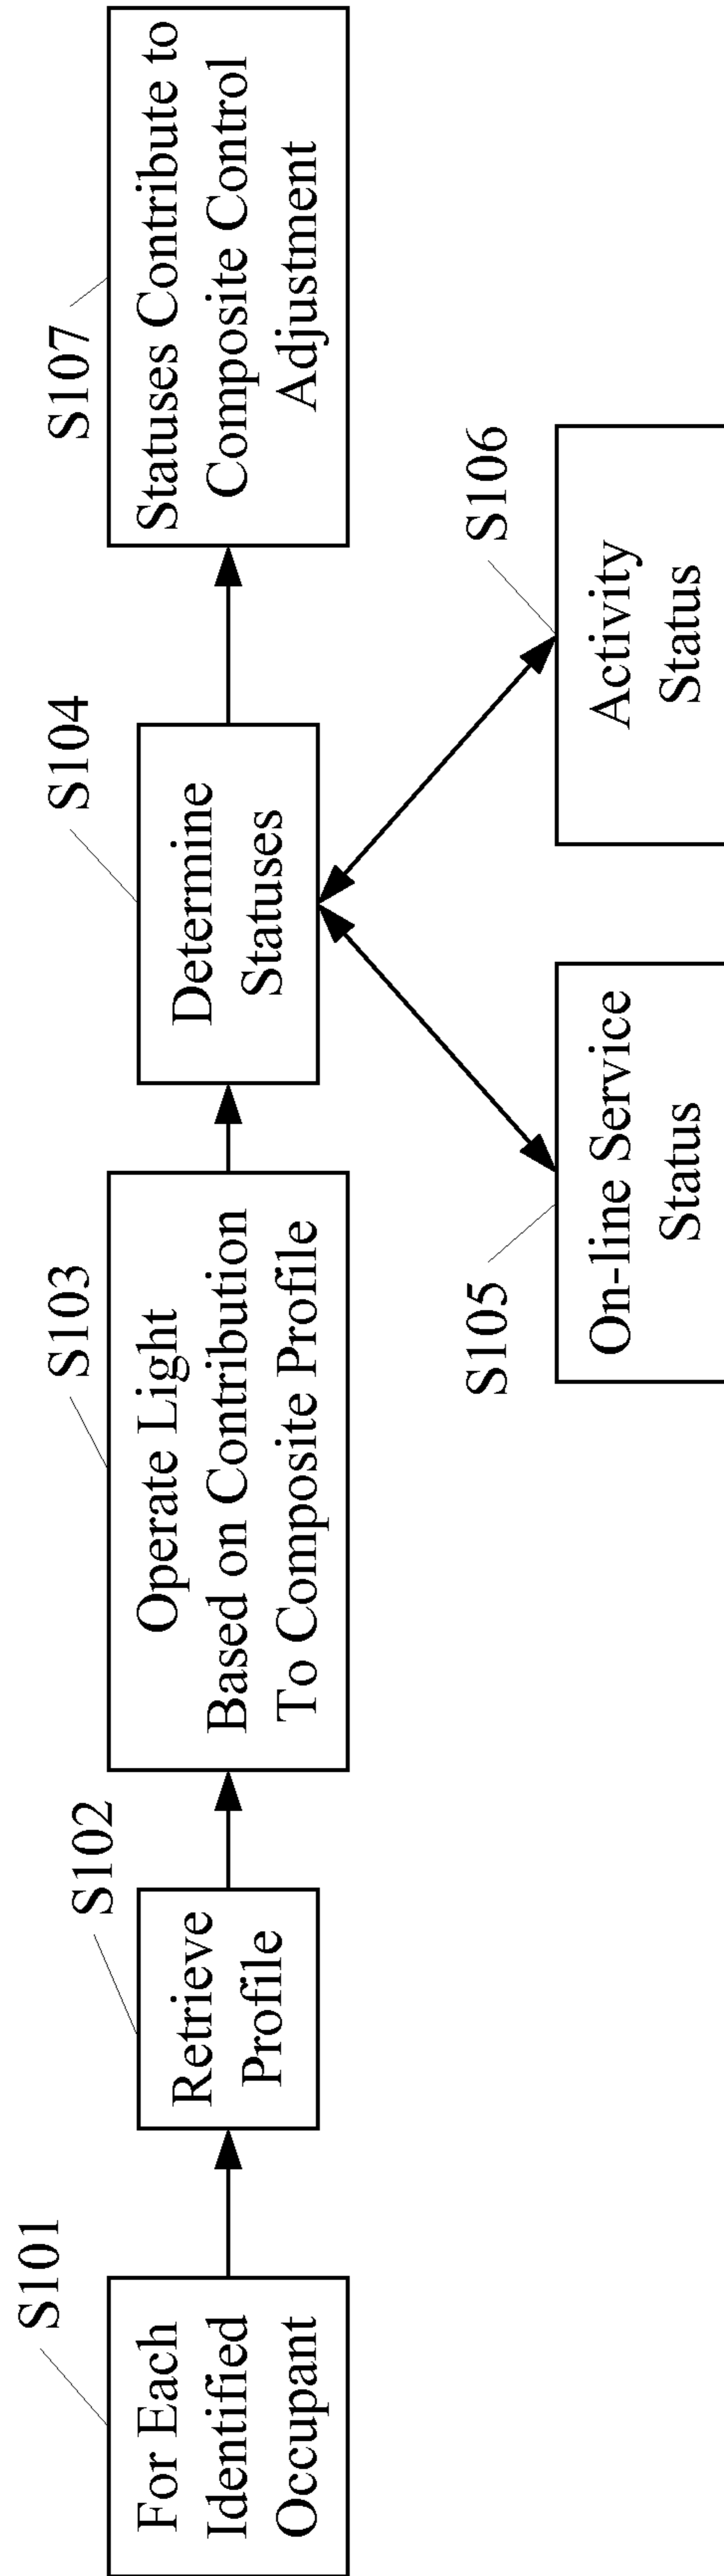 S101
For Each
Identified
Occupant
S102
Retrieve
Profile
S103
Operate Light
Based on Contribution
To Composite Profile
S104
Determine
Statuses
S105
On-line Service
Status
S106
Activity
Status
S107
Statuses Contribute to
Composite Control
Adjustment